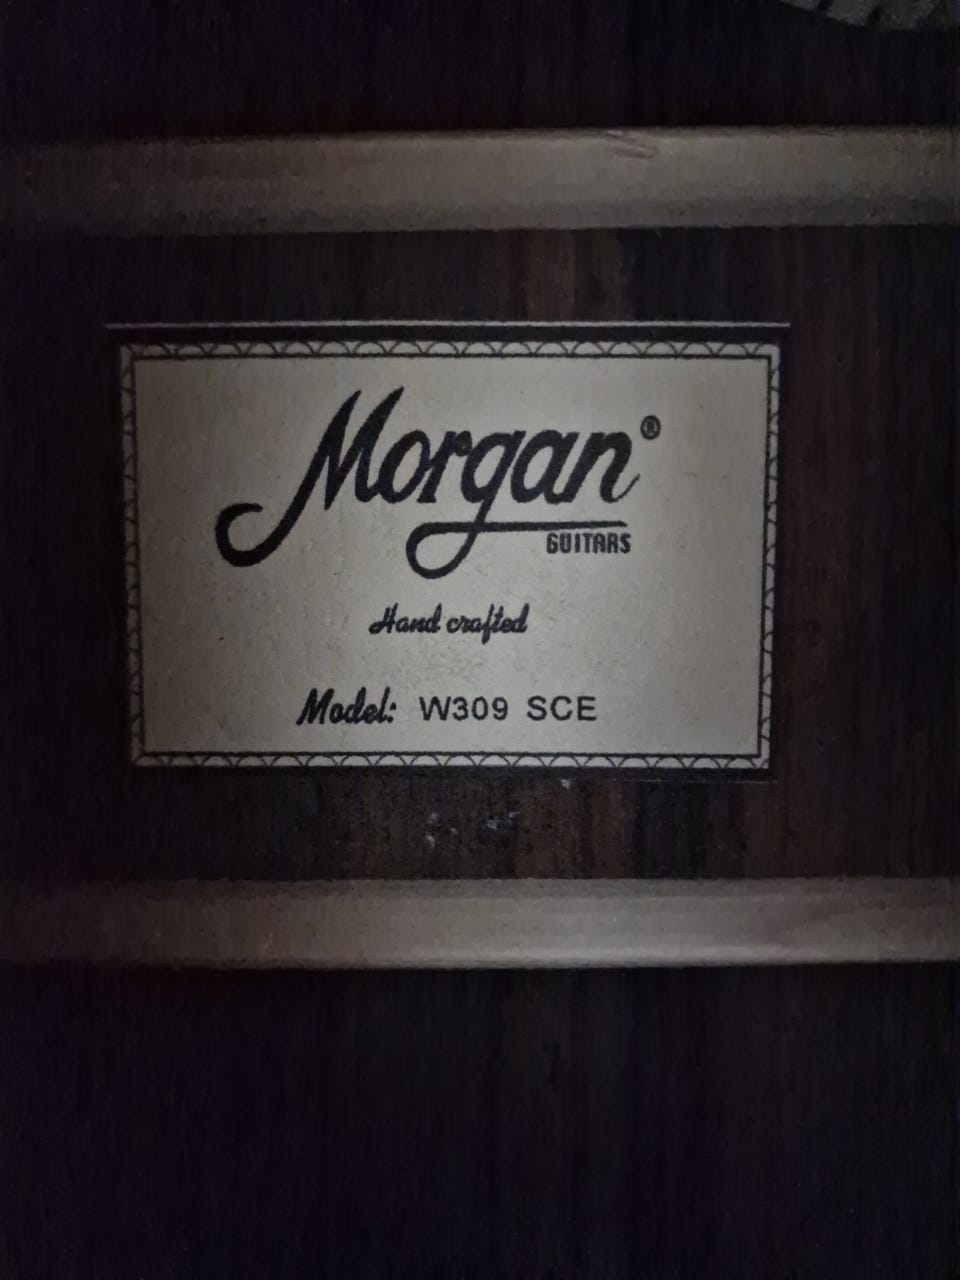 Morgan®
GUITARS
Hand crafted
Model: W309 SCE